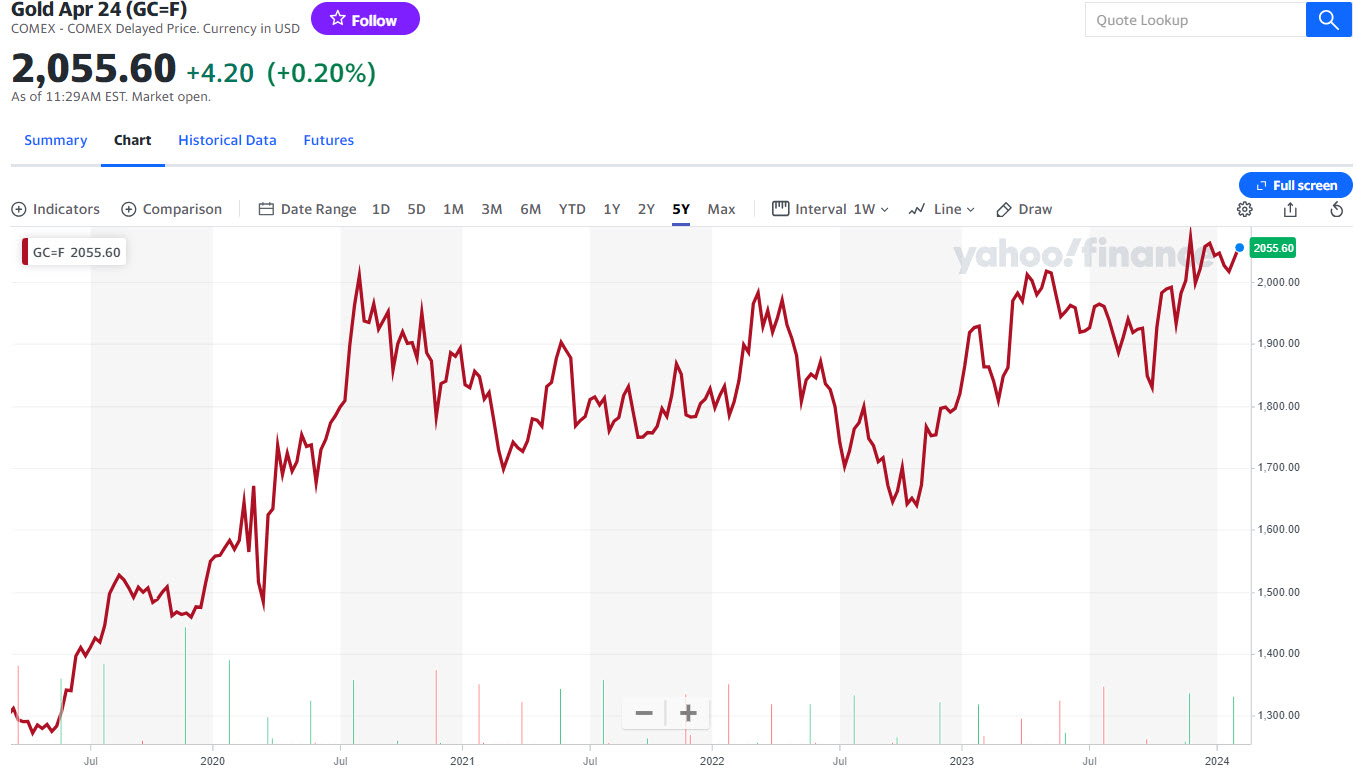 Gold Apr 24 (GC=F)
Follow
COMEX - COMEX Delayed Price. Currency in USD
Quote Lookup
2,055.60 +4.20 (+0.20%)
As of 11:29AM EST. Market open.
Summary Chart Historical Data Futures
Full screen
Indicators Comparison Date Range 1D 5D 1M 3M 6M YTD 1Y 2Y 5Y Max Interval 1W Line Draw
GC=F 2055.60
yahoo!finance
2055.60
2,000.00
1,900.00
1,800.00
1,700.00
1,600.00
1,500.00
1,400.00
1,300.00
Jul 2020 Jul 2021 Jul 2022 Jul 2023 Jul 2024